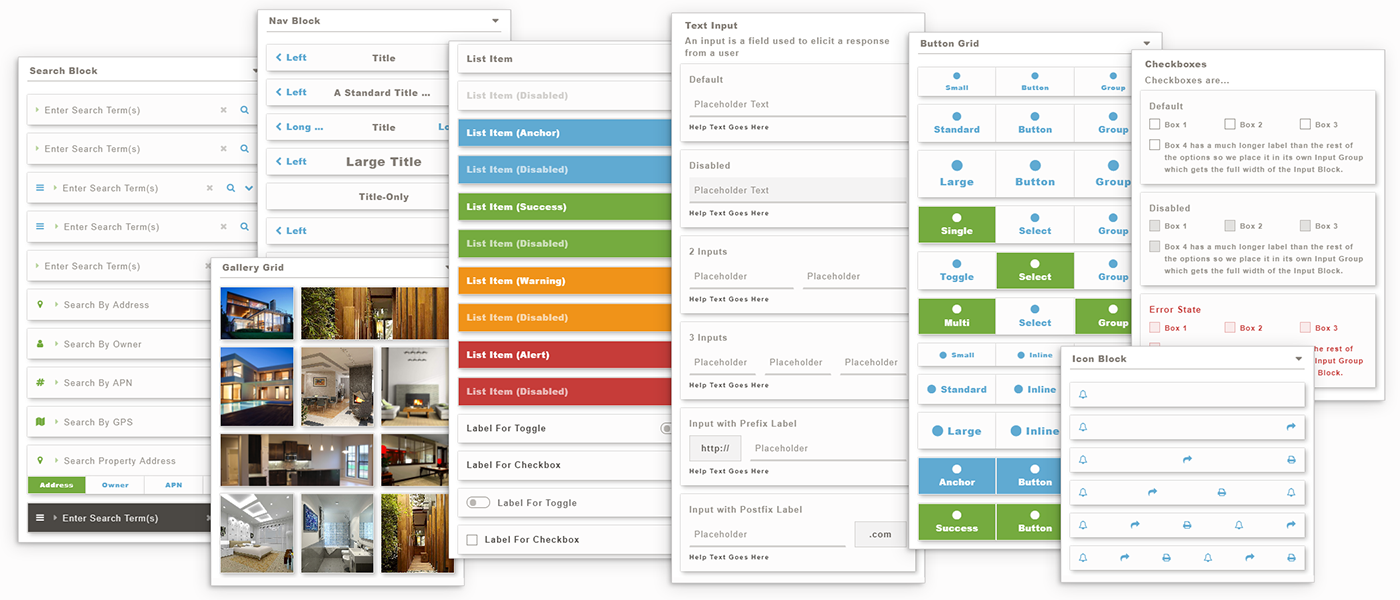 Search Block
Enter Search Term(s)
Enter Search Term(s)
Enter Search Term(s)
Enter Search Term(s)
Enter Search Term(s)
Search By Address
Search By Owner
Search By APN
Search By GPS
Search Property Address
Address Owner APN
Enter Search Term(s)
Nav Block
Left Title
Left A Standard Title ...
Long ... Title Lo
Left Large Title
Title-Only
Left
Gallery Grid
List Item
List Item (Disabled)
List Item (Anchor)
List Item (Disabled)
List Item (Success)
List Item (Disabled)
List Item (Warning)
List Item (Disabled)
List Item (Alert)
List Item (Disabled)
Label For Toggle
Label For Checkbox
Label For Toggle
Label For Checkbox
Text Input
An input is a field used to elicit a response
from a user
Default
Placeholder Text
Help Text Goes Here
Disabled
Placeholder Text
Help Text Goes Here
2 Inputs
Placeholder Placeholder
Help Text Goes Here
3 Inputs
Placeholder Placeholder Placeholder
Help Text Goes Here
Input with Prefix Label
http:// Placeholder
Help Text Goes Here
Input with Postfix Label
Placeholder .com
Help Text Goes Here
Button Grid
Small Button Group
Standard Button Group
Large Button Group
Single Select Group
Toggle Select Group
Multi Select Group
Small Inline
Standard Inline
Large Inline
Anchor Button
Success Button
Checkboxes
Checkboxes are...
Default
Box 1 Box 2 Box 3
Box 4 has a much longer label than the rest of
the options so we place it in its own Input Group
which gets the full width of the Input Block.
Disabled
Box 1 Box 2 Box 3
Box 4 has a much longer label than the rest of
the options so we place it in its own Input Group
which gets the full width of the Input Block.
Error State
Box 1 Box 2 Box 3
the rest of
Input Group
Block.
Icon Block